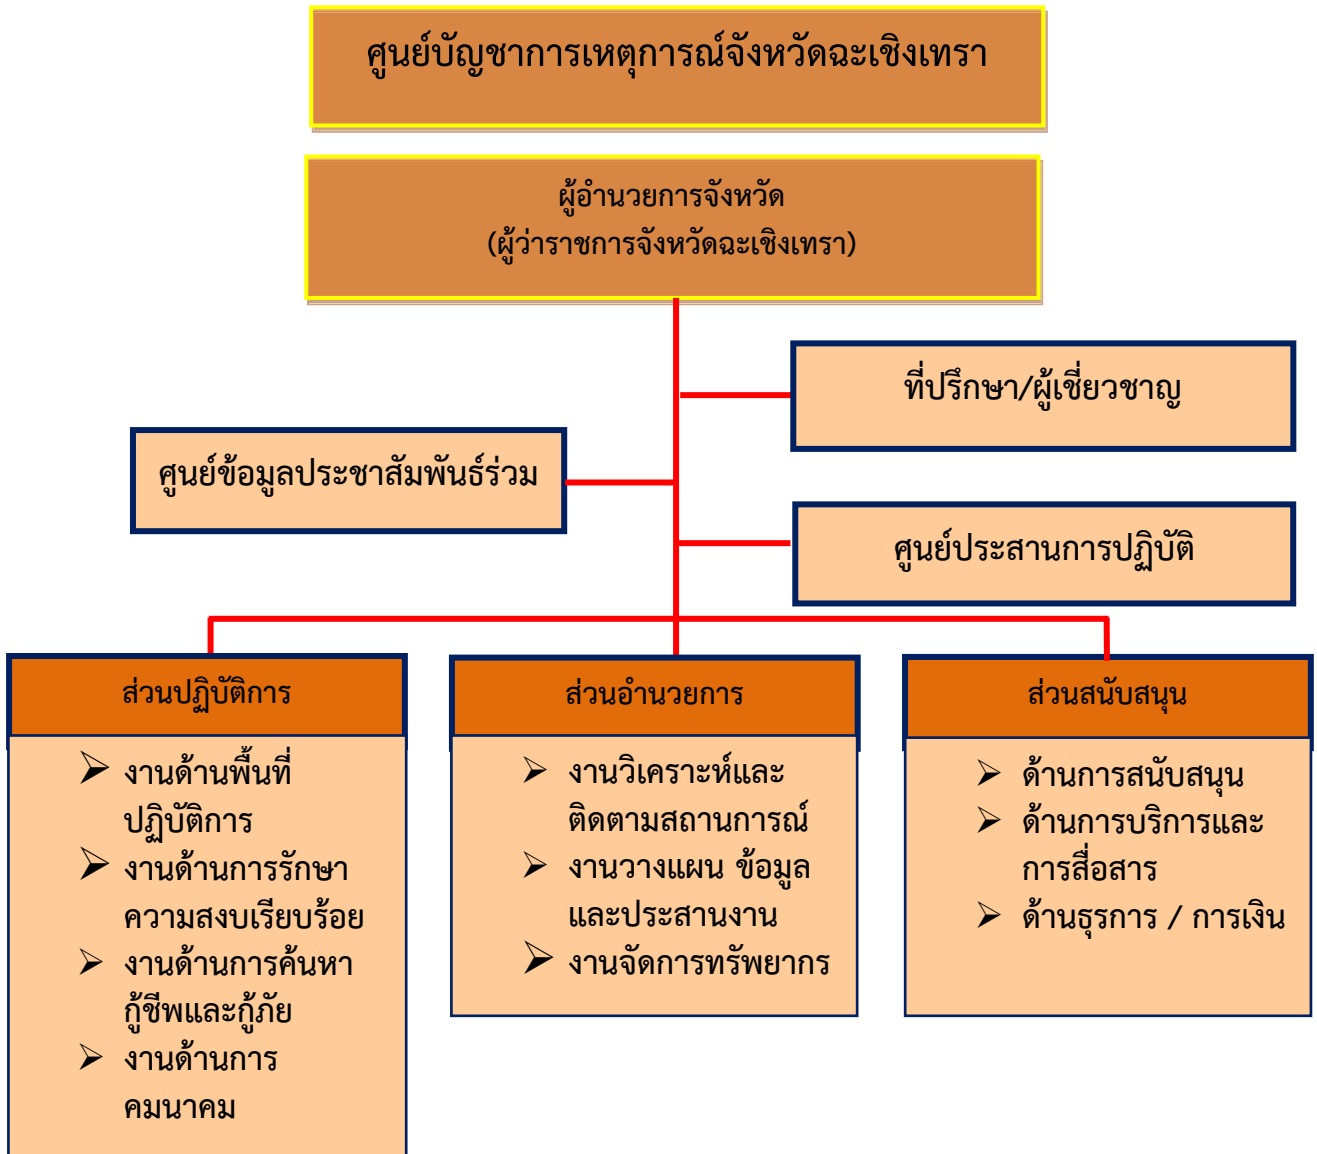 ศูนย์บัญชาการเหตุการณ์จังหวัดฉะเชิงเทรา
ผู้อำนวยการจังหวัด
(ผู้ว่าราชการจังหวัดฉะเชิงเทรา)
ที่ปรึกษา/ผู้เชี่ยวชาญ
ศูนย์ข้อมูลประชาสัมพันธ์ร่วม
ศูนย์ประสานการปฏิบัติ
ส่วนปฏิบัติการ
➢ งานด้านพื้นที่
ปฏิบัติการ
➢ งานด้านการรักษา
ความสงบเรียบร้อย
➢ งานด้านการค้นหา
กู้ชีพและกู้ภัย
➢ งานด้านการ
คมนาคม
ส่วนอำนวยการ
➢ งานวิเคราะห์และ
ติดตามสถานการณ์
➢ งานวางแผน ข้อมูล
และประสานงาน
➢ งานจัดการทรัพยากร
ส่วนสนับสนุน
➢ ด้านการสนับสนุน
➢ ด้านการบริการและ
การสื่อสาร
➢ ด้านธุรการ / การเงิน